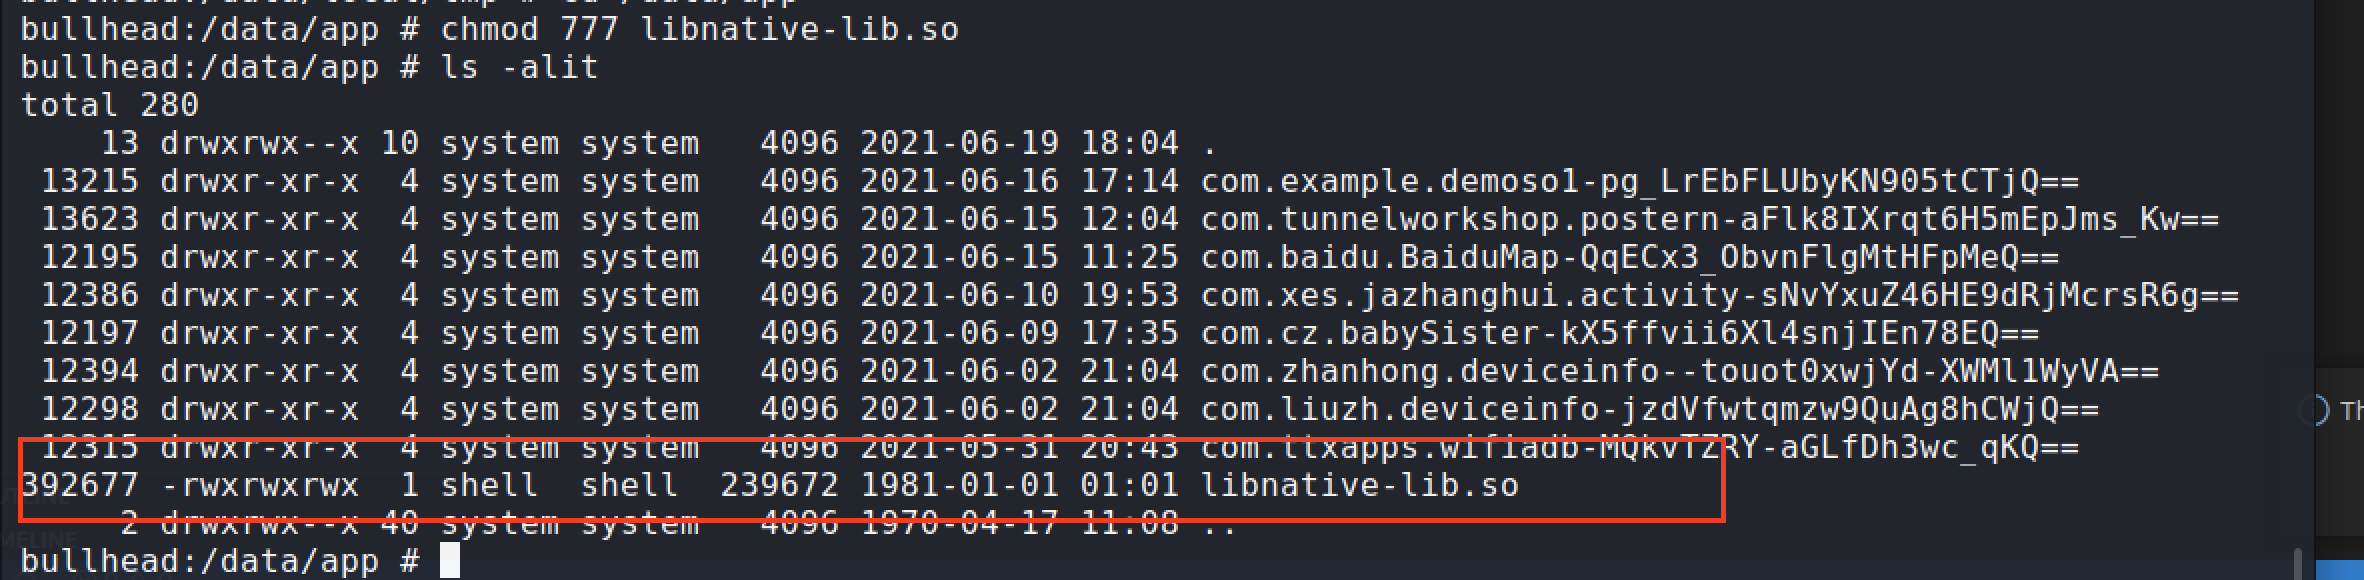 bullhead:/data/local/tmp # cd /data/app
bullhead:/data/app # chmod 777 libnative-lib.so
bullhead:/data/app # ls -alit
total 280
13 drwxrwx--x 10 system system 4096 2021-06-19 18:04 .
13215 drwxr-xr-x 4 system system 4096 2021-06-16 17:14 com.example.demoso1-pg_LrEbFLUbyKN905tCTjQ==
13623 drwxr-xr-x 4 system system 4096 2021-06-15 12:04 com.tunnelworkshop.postern-aFlk8IXrqt6H5mEpJms_Kw==
12195 drwxr-xr-x 4 system system 4096 2021-06-15 11:25 com.baidu.BaiduMap-QqECx3_ObvnFlgMtHFpMeQ==
12386 drwxr-xr-x 4 system system 4096 2021-06-10 19:53 com.xes.jazhanghui.activity-sNvYxuZ46HE9dRjMcrsR6g==
12197 drwxr-xr-x 4 system system 4096 2021-06-09 17:35 com.cz.babySister-kX5ffvii6Xl4snjIEn78EQ==
12394 drwxr-xr-x 4 system system 4096 2021-06-02 21:04 com.zhanhong.deviceinfo--touot0xwjYd-XWMl1WyVA==
12298 drwxr-xr-x 4 system system 4096 2021-06-02 21:04 com.liuzh.deviceinfo-jzdVfwtqmzw9QuAg8hCWjQ==
Th
12315 drwxr-xr-x 4 system system 4096 2021-05-31 20:43 com.ttxapps.wifiadb-MQkvTZRY-aGLfDh3wc_qKQ==
392677 -rwxrwxrwx 1 shell shell 239672 1981-01-01 01:01 libnative-lib.so
2 drwxrwx--x 40 system system 4096 1970-04-17 11:08 ..
bullhead:/data/app #